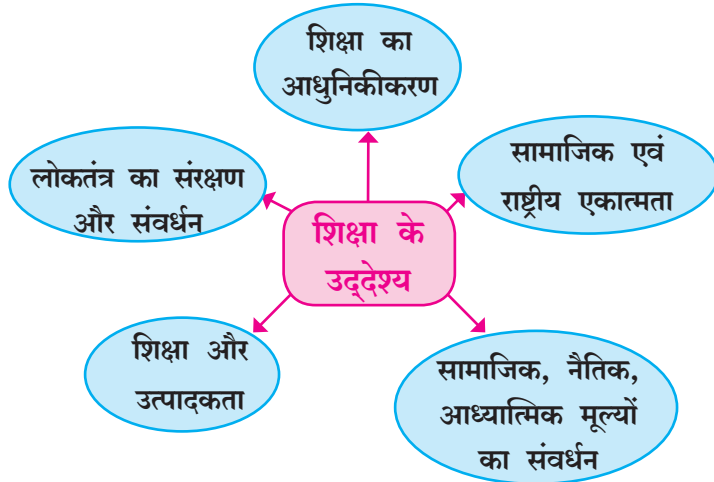 शिक्षा का
आधुनिकीकरण
लोकतंत्र का संरक्षण
और संवर्धन
सामाजिक एवं
राष्ट्रीय एकात्मता
शिक्षा के
उद्‌देश्य
शिक्षा और
उत्पादकता
सामाजिक, नैतिक,
आध्यात्मिक मूल्यों
का संवर्धन